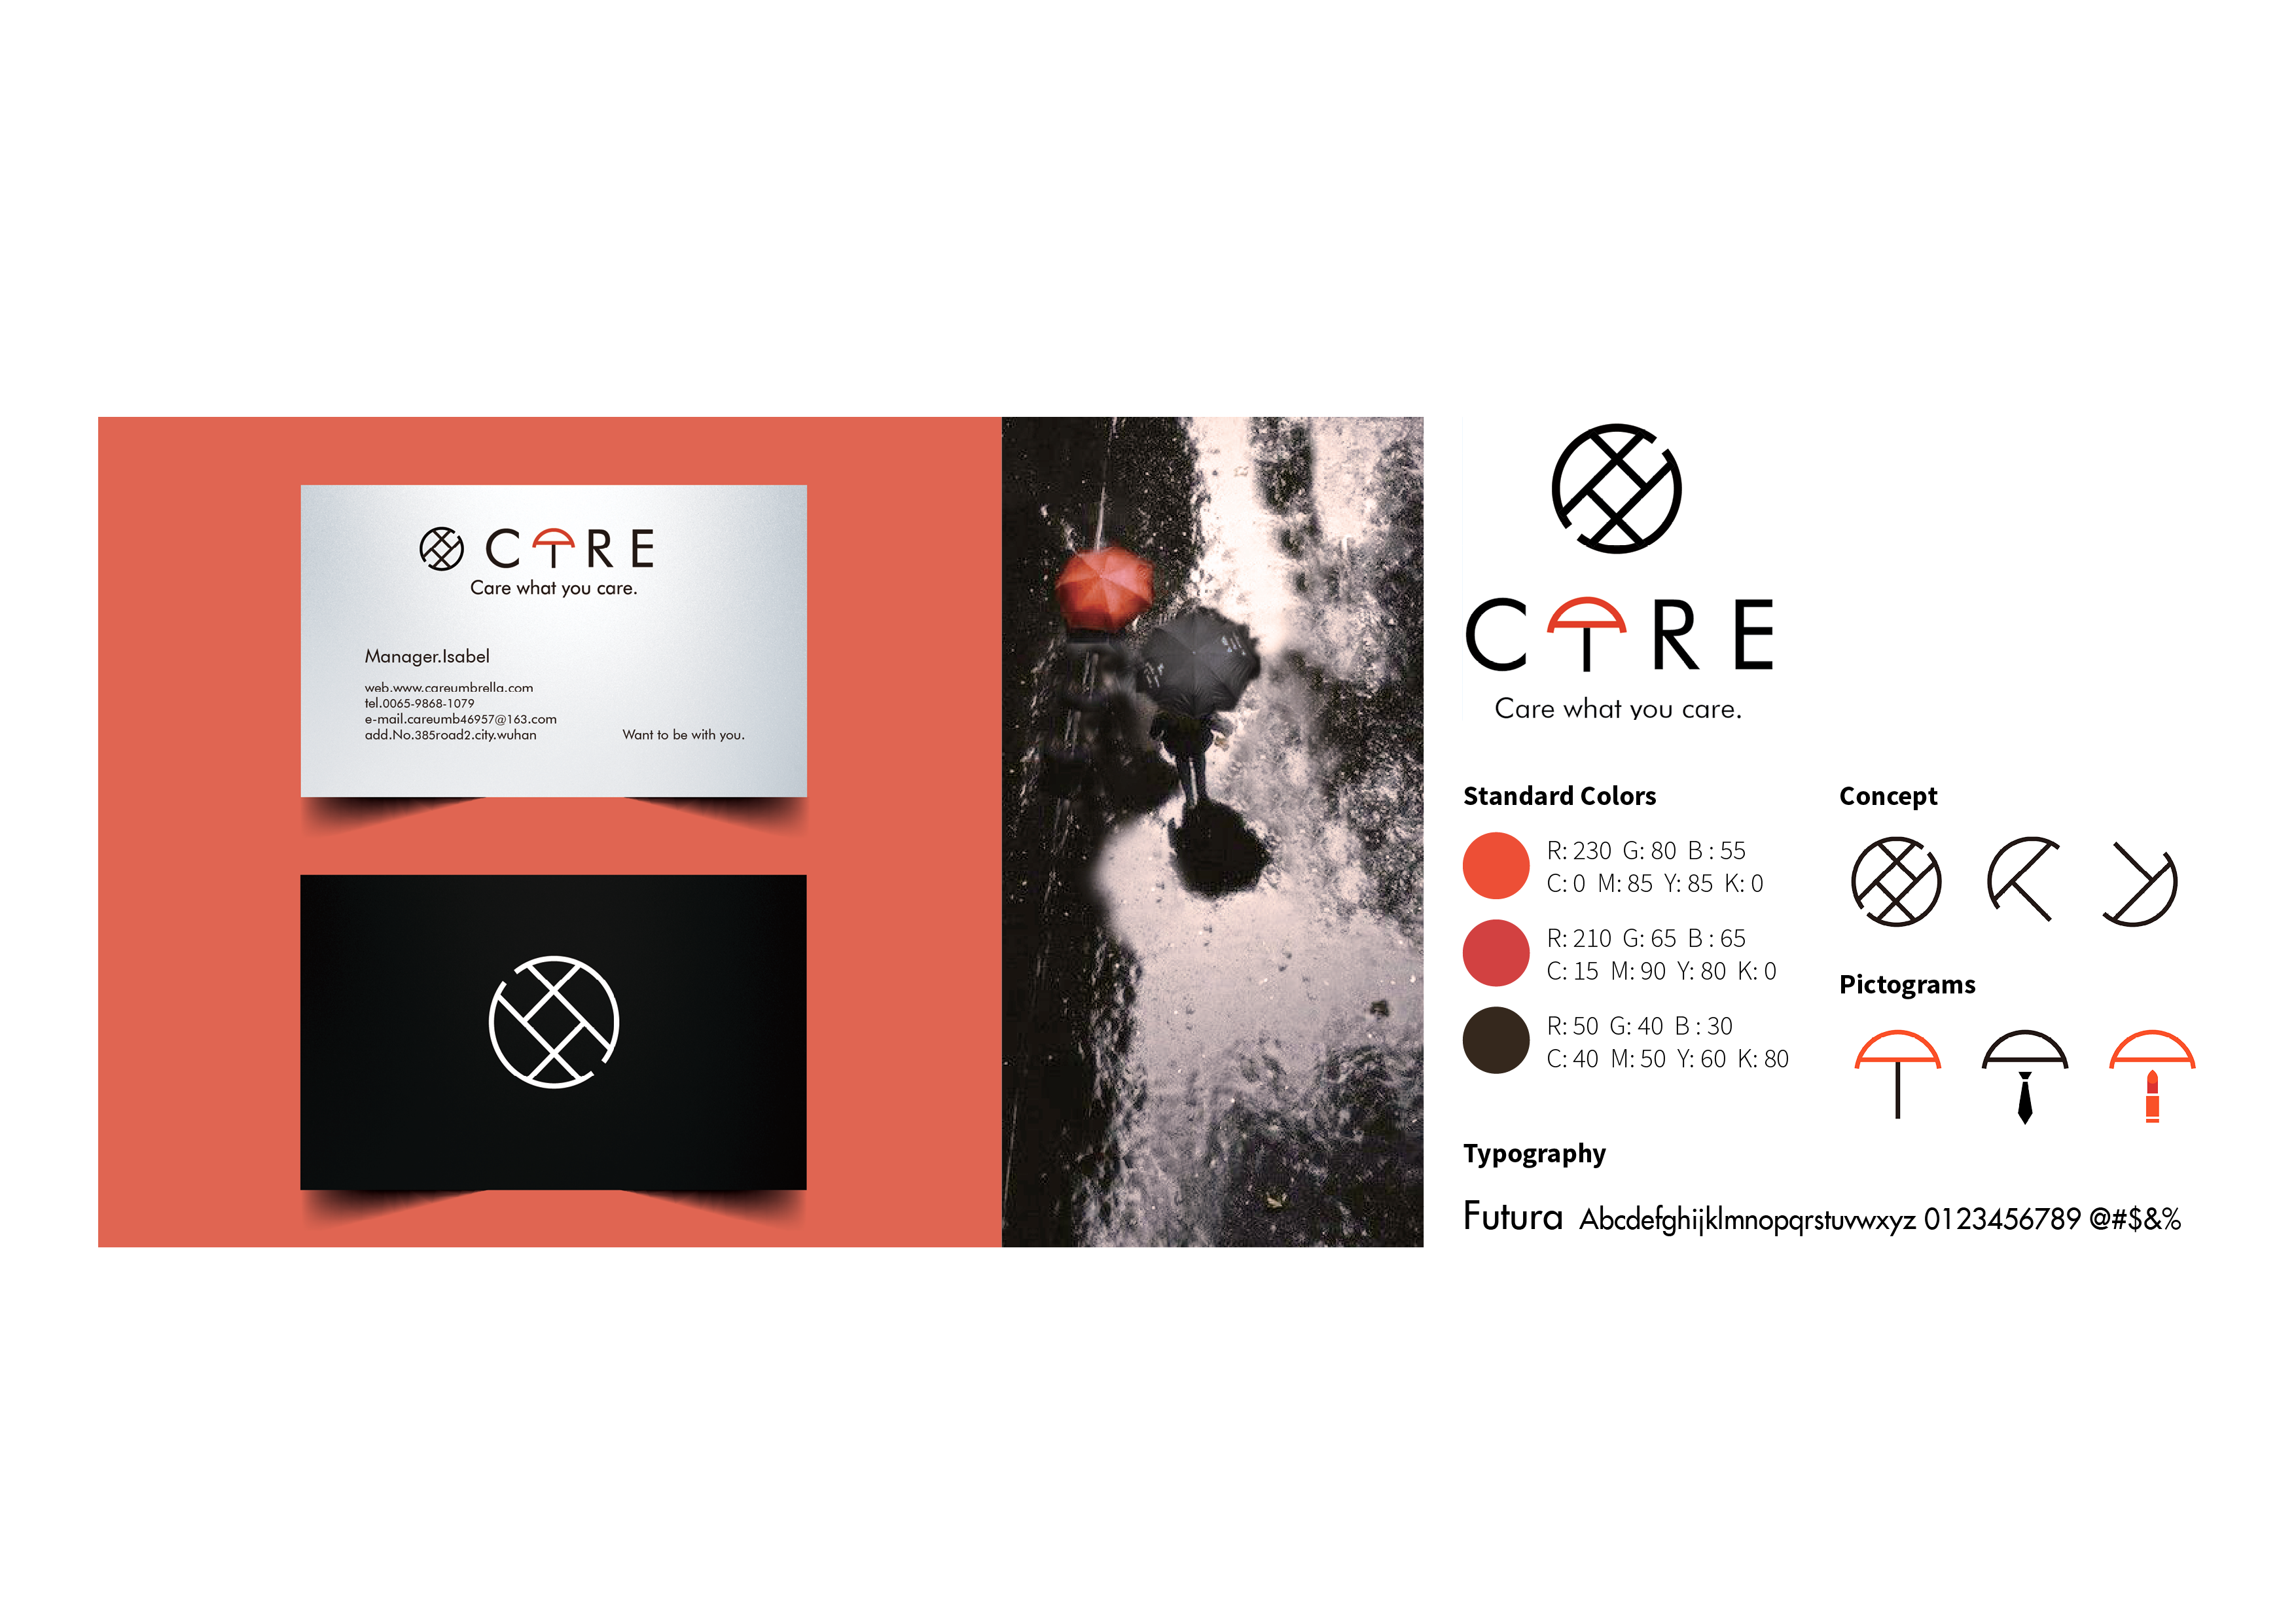 CARE
Care what you care.
Manager.Isabel
web.www.careumbrella.com
tel.0065-9868-1079
e-mail.careumb46957@163.com
add.No.385road2.city.wuhan
Want to be with you.
CARE
Care what you care.
Standard Colors
R: 230 G: 80 B : 55
C: 0 M: 85 Y: 85 K: 0
R: 210 G: 65 B : 65
C: 15 M: 90 Y: 80 K: 0
R: 50 G: 40 B : 30
C: 40 M: 50 Y: 60 K: 80
Concept
Pictograms
Typography
Futura Abcdefghijklmnopqrstuvwxyz 0123456789 @#$&%